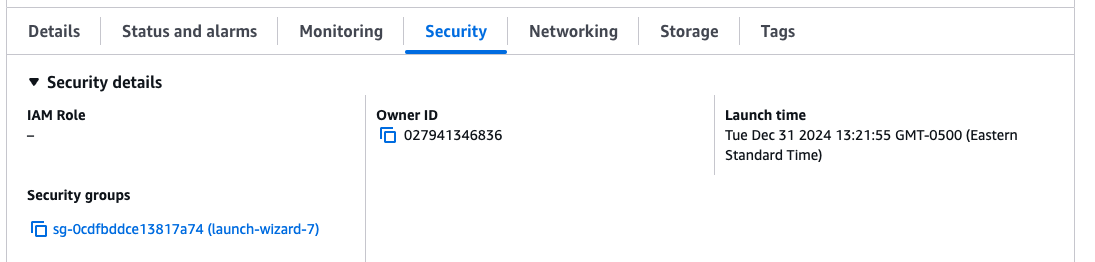 Details
Status and alarms
Monitoring
Security
Networking
Storage
Tags
Security details
IAM Role
–
Owner ID
027941346836
Launch time
Tue Dec 31 2024 13:21:55 GMT-0500 (Eastern
Standard Time)
Security groups
sg-0cdfbddce13817a74 (launch-wizard-7)